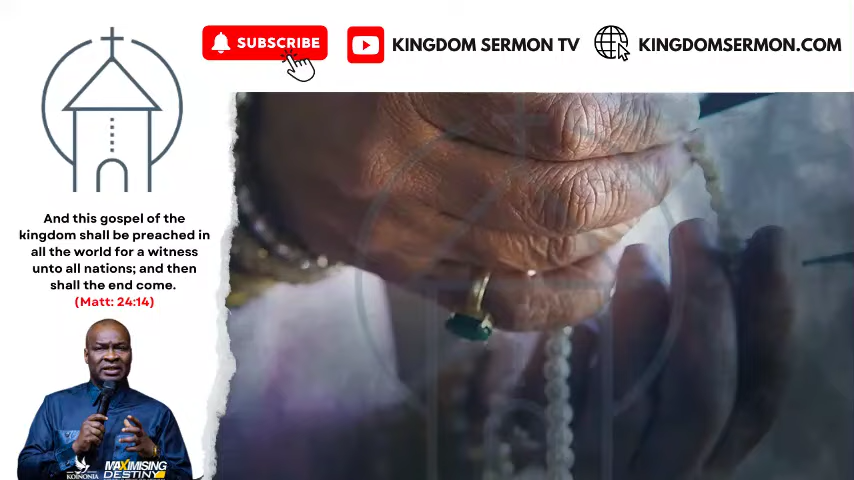 SUBSCRIBE
KINGDOM SERMON TV
KINGDOMSERMON.COM
And this gospel of the
kingdom shall be preached in
all the world for a witness
unto all nations; and then
shall the end come.
(Matt: 24:14)
KOINONIA
MAXIMISING
DESTINY